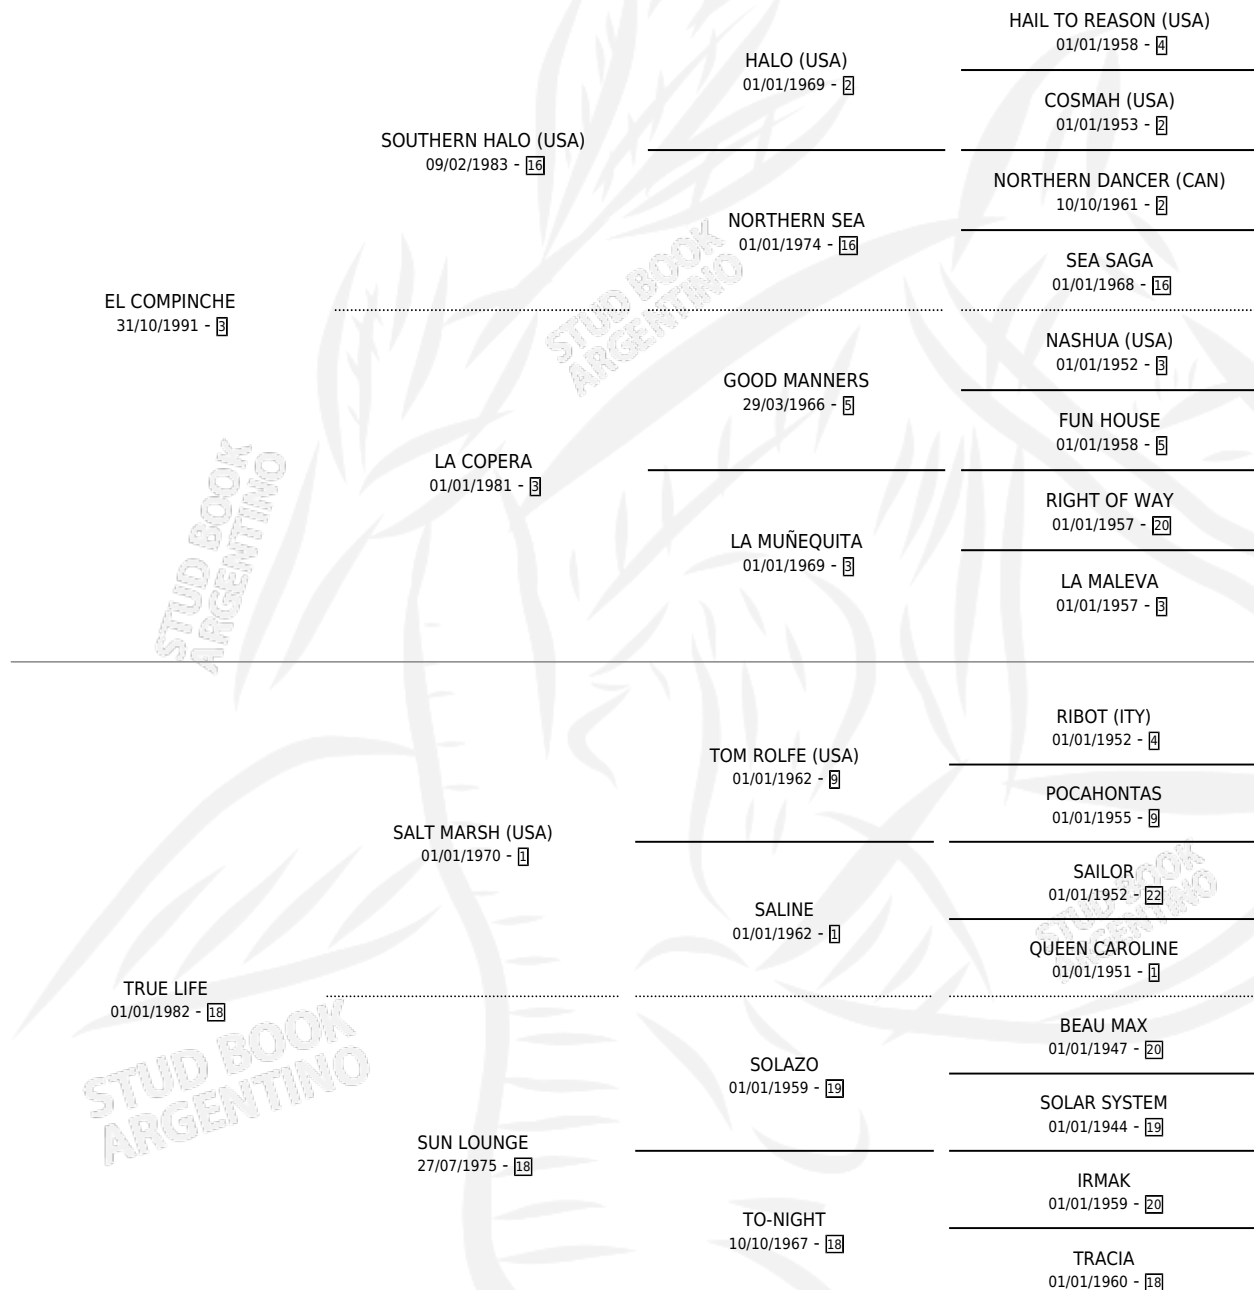 HAIL TO REASON (USA)
01/01/1958 - 4
HALO (USA)
01/01/1969 - 2
COSMAH (USA)
01/01/1953 - 2
SOUTHERN HALO (USA)
09/02/1983 - 16
NORTHERN DANCER (CAN)
10/10/1961 - 2
NORTHERN SEA
01/01/1974 - 16
SEA SAGA
01/01/1968 - 16
EL COMPINCHE
31/10/1991 - 3
NASHUA (USA)
01/01/1952 - 3
GOOD MANNERS
29/03/1966 - 5
FUN HOUSE
01/01/1958 - 5
LA COPERA
01/01/1981 - 3
RIGHT OF WAY
01/01/1957 - 20
LA MUÑEQUITA
01/01/1969 - 3
LA MALEVA
01/01/1957 - 3
RIBOT (ITY)
01/01/1952 - 4
TOM ROLFE (USA)
01/01/1962 - 9
POCAHONTAS
01/01/1955 - 9
SALT MARSH (USA)
01/01/1970 - 1
SAILOR
01/01/1952 - 22
SALINE
01/01/1962 - 1
QUEEN CAROLINE
01/01/1951 - 1
TRUE LIFE
01/01/1982 - 18
BEAU MAX
01/01/1947 - 20
SOLAZO
01/01/1959 - 19
SOLAR SYSTEM
01/01/1944 - 19
SUN LOUNGE
27/07/1975 - 18
IRMAK
01/01/1959 - 20
TO-NIGHT
10/10/1967 - 18
TRACIA
01/01/1960 - 18
STUD BOOK
ARGENTINO
STUD BOOK
ARGENTINO
STUD BOOK
ARGENTINO
STUD BOOK
ARGENTINO